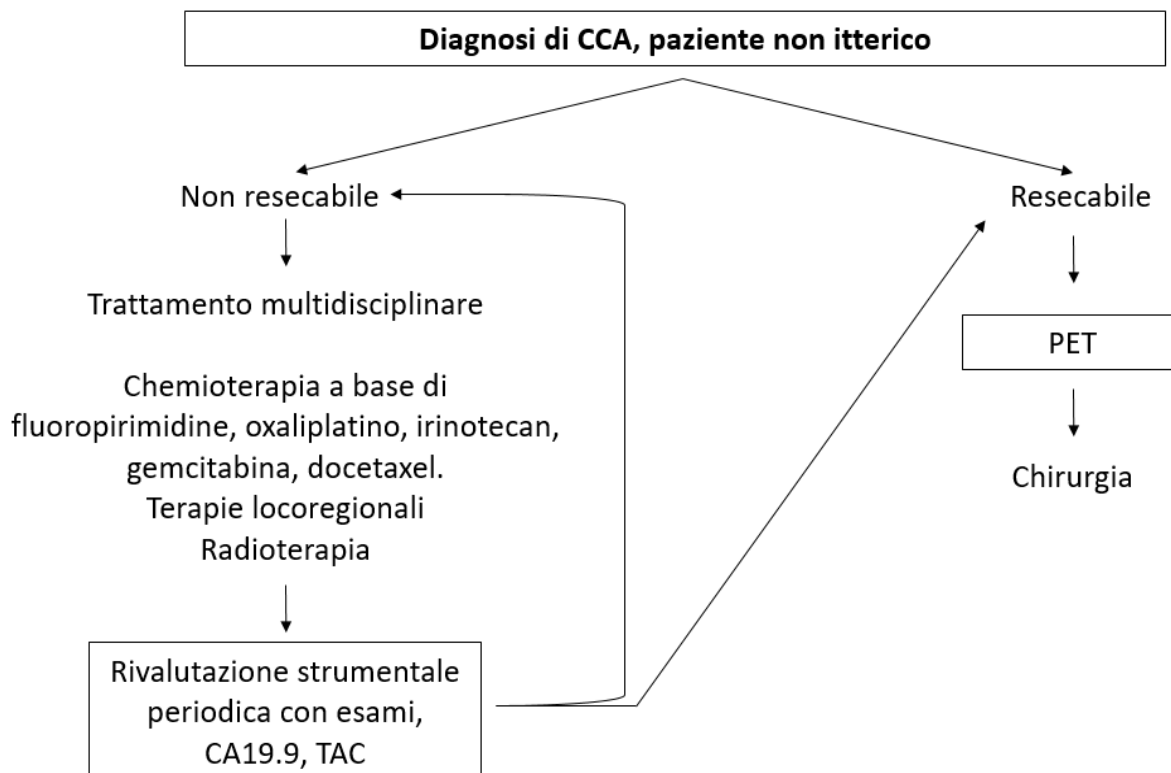 Diagnosi di CCA, paziente non itterico
Non resecabile
Resecabile
Trattamento multidisciplinare
PET
Chemioterapia a base di
fluoropirimidine, oxaliplatino, irinotecan,
gemcitabina, docetaxel.
Terapie locoregionali
Radioterapia
Chirurgia
Rivalutazione strumentale
periodica con esami,
CA19.9, TAC